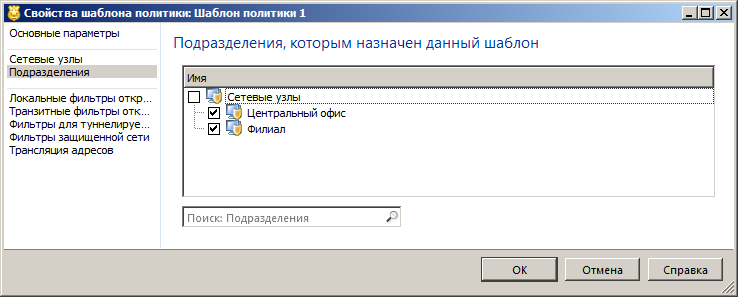 Свойства шаблона политики: Шаблон политики 1
Основные параметры
Сетевые узлы
Подразделения
Локальные фильтры откр...
Транзитные фильтры отк...
Фильтры для туннелируе...
Фильтры защищенной сети
Трансляция адресов
Подразделения, которым назначен данный шаблон
Имя
Сетевые узлы
Центральный офис
Филиал
Поиск: Подразделения
OK
Отмена
Справка